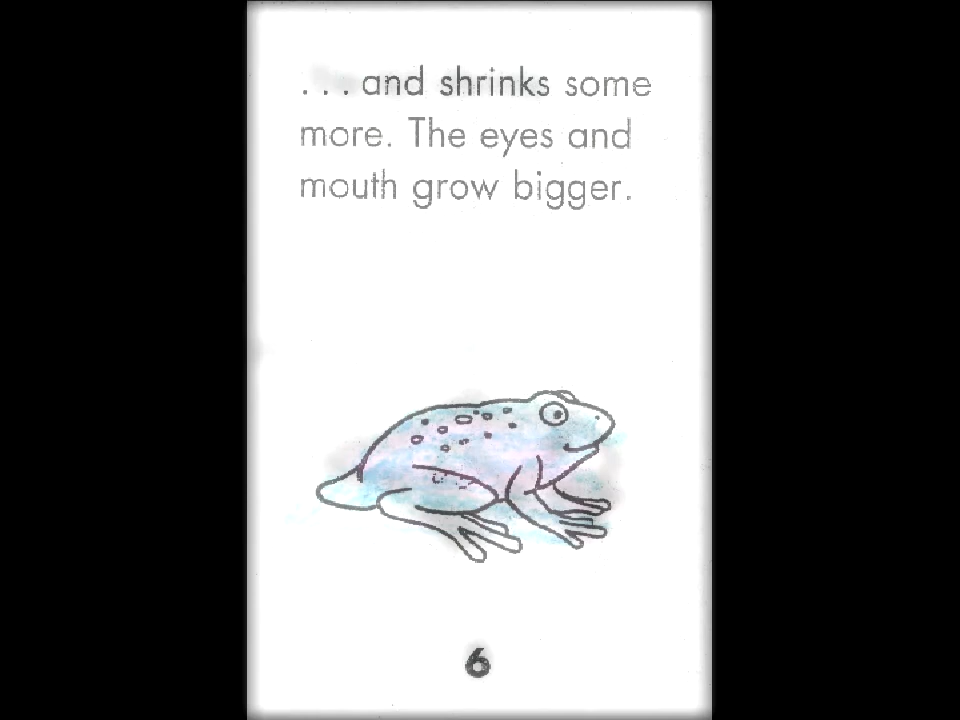 . . . and shrinks some
more. The eyes and
mouth grow bigger.
6